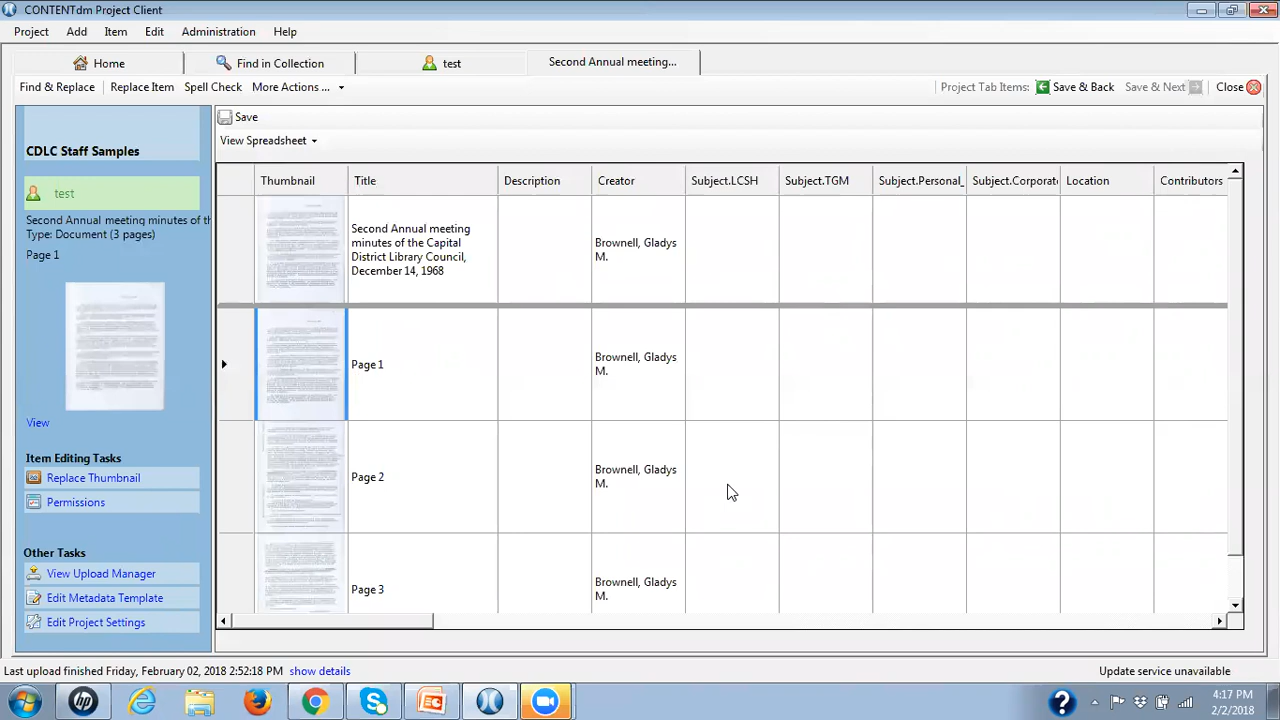 CONTENTdm Project Client
Project Add Item Edit Administration Help
Home Find in Collection test Second Annual meeting...
Find & Replace Replace Item Spell Check More Actions ... Project Tab Items: Save & Back Save & Next Close
CDLC Staff Samples
test
Second Annual meeting minutes of th
Type: Document (3 pages)
Page 1
View
Editing Tasks
Replace Thumbnail
Permissions
Tasks
View Upload Manager
Metadata Template
Edit Project Settings
Save
View Spreadsheet
Thumbnail Title Description Creator Subject.LCSH Subject.TGM Subject.Personal_ Subject.Corporate Location Contributors
Second Annual meeting
minutes of the Capital
District Library Council,
December 14, 1968
Brownell, Gladys
M.
Page 1
Brownell, Gladys
M.
Page 2
Brownell, Gladys
M.
Page 3
Brownell, Gladys
M.
Last upload finished Friday, February 02, 2018 2:52:18 PM show details Update service unavailable
4:17 PM
2/2/2018